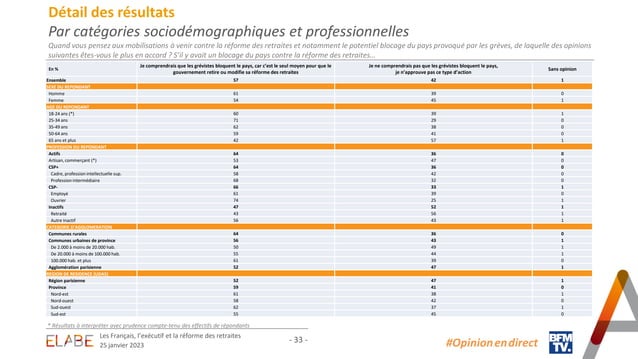 Détail des résultats
Par catégories sociodémographiques et professionnelles
Quand vous pensez aux mobilisations à venir contre la réforme des retraites et notamment le potentiel blocage du pays provoqué par les grèves, de laquelle des opinions
suivantes êtes-vous le plus en accord ? S'il y avait un blocage du pays contre la réforme des retraites...
En % Je comprendrais que les grévistes bloquent le pays, car c'est le seul moyen pour que le gouvernement retire ou modifie sa réforme des retraites Je ne comprendrais pas que les grévistes bloquent le pays, je n'approuve pas ce type d'action Sans opinion
Ensemble 57 42 1
SEXE DU REPONDANT
Homme 61 39 0
Femme 54 45 1
AGE DU REPONDANT
18-24 ans (*) 60 39 1
25-34 ans 71 29 0
35-49 ans 62 38 0
50-64 ans 59 41 0
65 ans et plus 42 57 1
PROFESSION DU REPONDANT
Actifs 64 36 0
Artisan, commerçant (*) 53 47 0
CSP+ 64 36 0
Cadre, profession intellectuelle sup. 58 42 0
Profession intermédiaire 68 32 0
CSP- 66 33 1
Employé 61 39 0
Ouvrier 74 25 1
Inactifs 47 52 1
Retraité 43 56 1
Autre inactif 56 43 1
CATEGORIE D'AGGLOMERATION
Communes rurales 64 36 0
Communes urbaines de province 56 43 1
De 2.000 à moins de 20.000 hab. 50 49 1
De 20.000 à moins de 100.000 hab. 55 44 1
100.000 hab. et plus 61 39 0
Agglomération parisienne 52 47 1
REGION DE RESIDENCE (UDA5)
Région parisienne 52 47 1
Province 59 41 0
Nord-est 61 38 1
Nord-ouest 58 42 0
Sud-ouest 62 37 1
Sud-est 55 45 0
* Résultats à interpréter avec prudence compte-tenu des effectifs de répondants
ELABE
Les Français, l'exécutif et la réforme des retraites
25 janvier 2023
- 33 -
#Opinionendirect
BFM
TV.